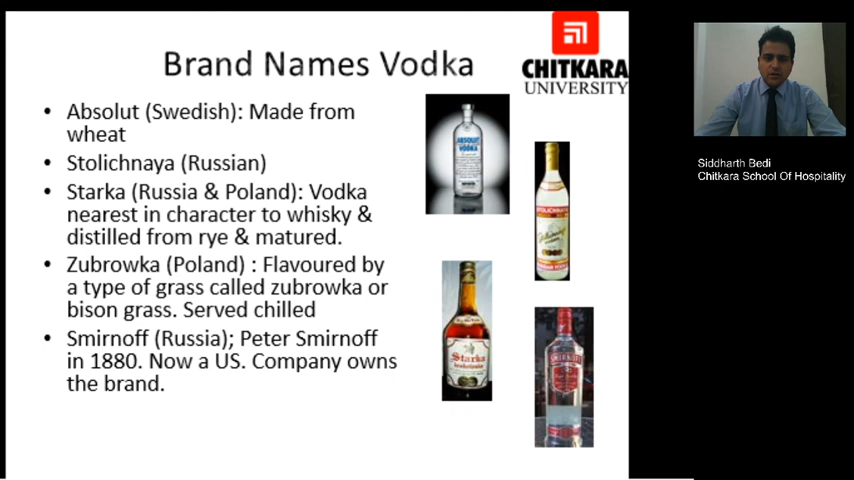 Brand Names Vodka
CHITKARA
UNIVERSITY
• Absolut (Swedish): Made from
wheat
• Stolichnaya (Russian)
• Starka (Russia & Poland): Vodka
nearest in character to whisky &
distilled from rye & matured.
• Zubrowka (Poland) : Flavoured by
a type of grass called zubrowka or
bison grass. Served chilled
• Smirnoff (Russia); Peter Smirnoff
in 1880. Now a US. Company owns
the brand.
ABSOLUT
VODKA
Starka
SMIRNOFF
Siddharth Bedi
Chitkara School Of Hospitality